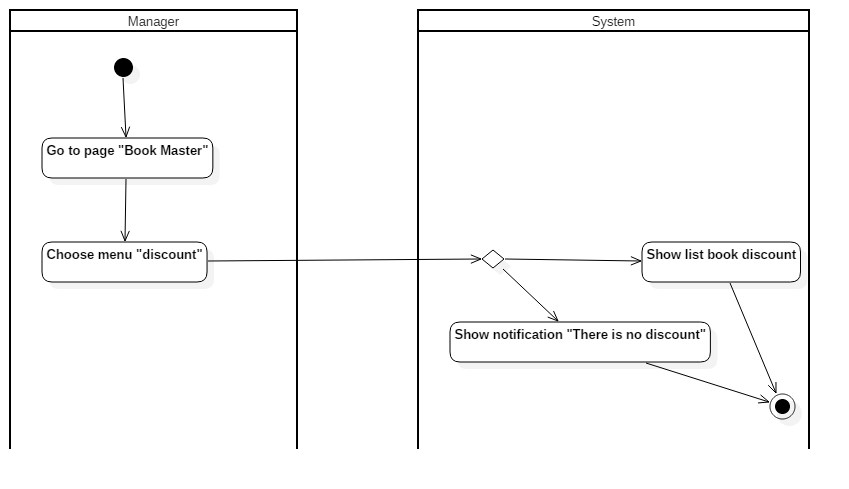 Manager
System
Go to page "Book Master"
Choose menu "discount"
Show list book discount
Show notification "There is no discount"